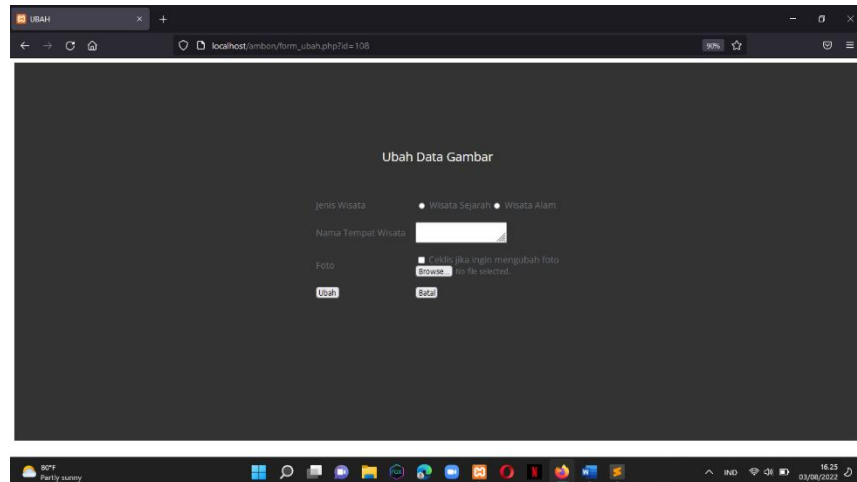 UBAH
localhost/ambon/form_ubah.php?id=108
90%
Ubah Data Gambar
Jenis Wisata
Wisata Sejarah Wisata Alam
Nama Tempat Wisata
Foto
Ceklis jika ingin mengubah foto
Browse... No file selected.
Ubah
Batal
80°F
Partly sunny
IND
16.25
03/08/2022